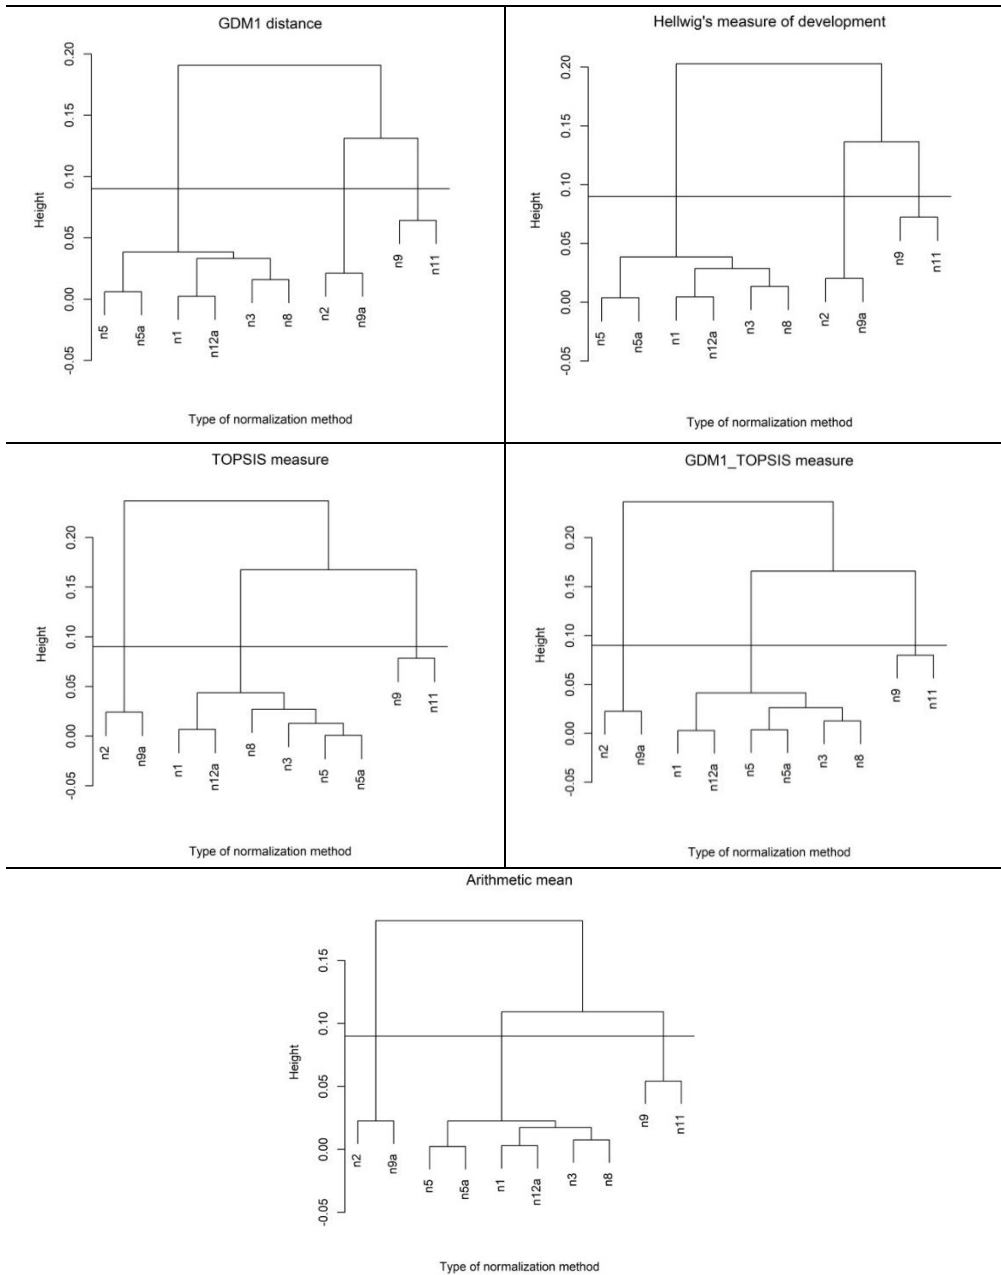 GDM1 distance
Height
0.20
0.15
0.10
0.05
0.00
-0.05
n5
n5a
n1
n12a
n3
n8
n2
n9a
n9
n11
Type of normalization method
Hellwig's measure of development
Height
0.20
0.15
0.10
0.05
0.00
-0.05
n5
n5a
n1
n12a
n3
n8
n2
n9a
n9
n11
Type of normalization method
TOPSIS measure
Height
0.20
0.15
0.10
0.05
0.00
-0.05
n2
n9a
n1
n12a
n8
n3
n5
n5a
n9
n11
Type of normalization method
GDM1_TOPSIS measure
Height
0.20
0.15
0.10
0.05
0.00
-0.05
n2
n9a
n1
n12a
n5
n5a
n3
n8
n9
n11
Type of normalization method
Arithmetic mean
Height
0.15
0.10
0.05
0.00
-0.05
n2
n9a
n5
n5a
n1
n12a
n3
n8
n9
n11
Type of normalization method